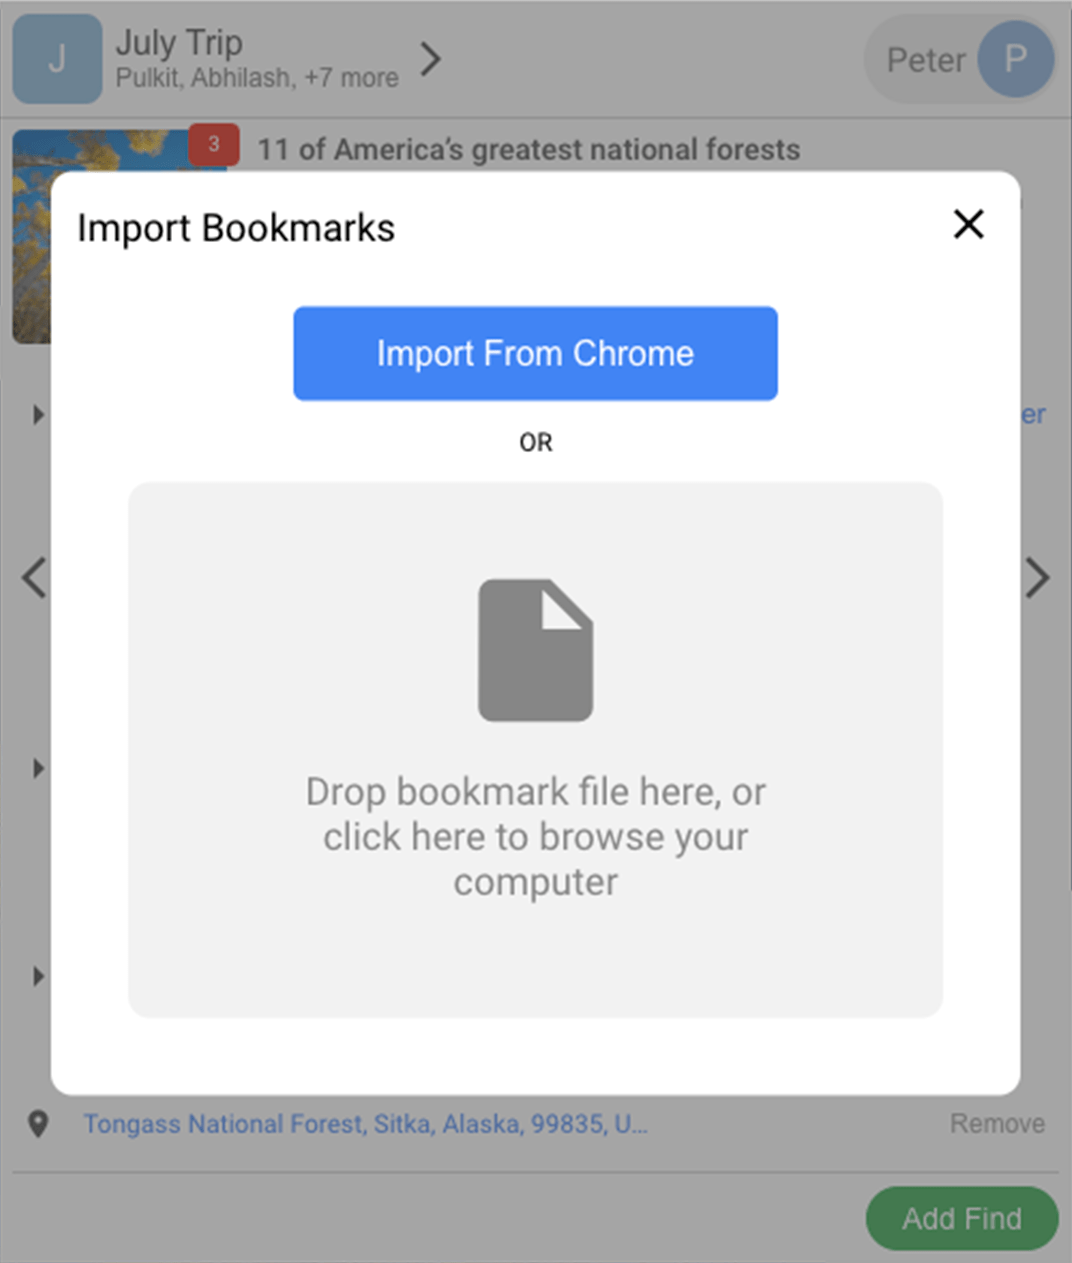 J
July Trip
Pulkit, Abhilash, +7 more
Peter
P
3
11 of America’s greatest national forests
Import Bookmarks
Import From Chrome
er
OR
Drop bookmark file here, or
click here to browse your
computer
Tongass National Forest, Sitka, Alaska, 99835, U...
Remove
Add Find